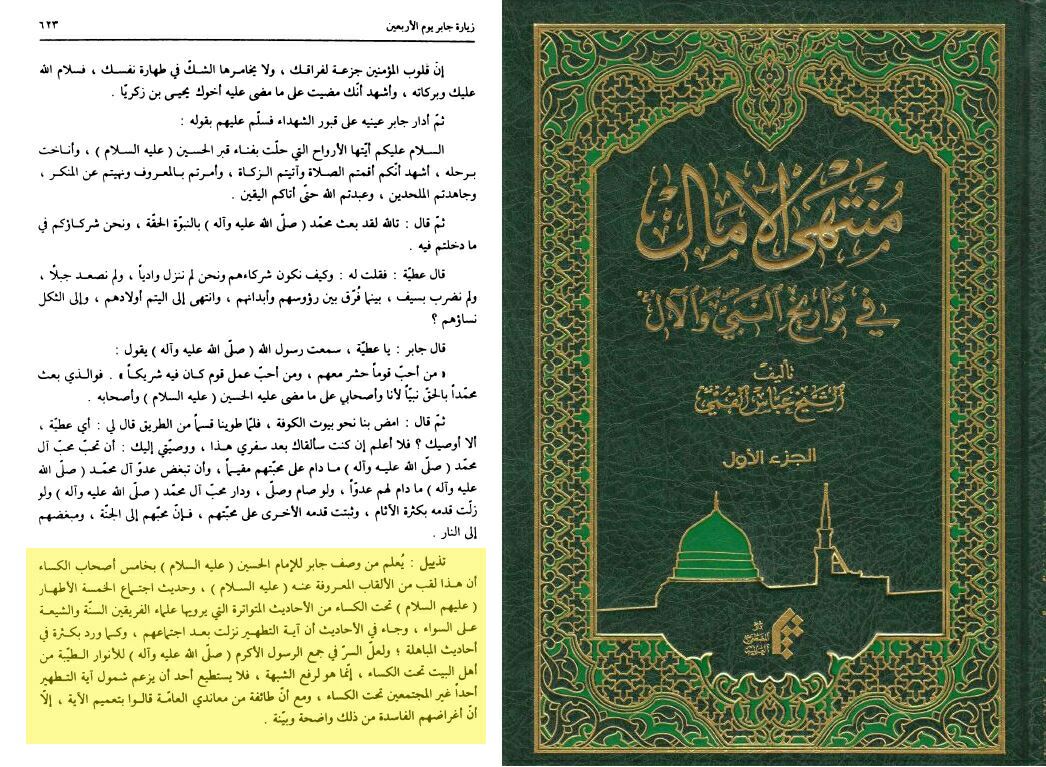 زيارة جابر يوم الأربعين
٦٢٣
إنّ قلوب المؤمنين جزعة لفراقك ، ولا يخامرها الشكّ في طهارة نفسك ، فسلام الله
عليك وبركاته ، وأشهد أنّك مضيت على ما مضى عليه أخوك يحيى بن زكريّا .
ثمّ أدار جابر عينيه على قبور الشهداء فسلّم عليهم بقوله :
السلام عليكم أيّتها الأرواح التي حلّت بفناء قبر الحسين ( عليه السلام ) ، وأناخت
برحله ، أشهد أنّكم أقمتم الصلاة وآتيتم الزكاة ، وأمرتم بالمعروف ونهيتم عن المنكر ،
وجاهدتم الملحدين ، وعبدتم الله حتّى أتاكم اليقين .
ثمّ قال : تالله لقد بعث محمّد ( صلّى الله عليه وآله ) بالنبوّة الحقّة ، ونحن شركاؤكم في
ما دخلتم فيه .
قال عطيّة : فقلت له : وكيف نكون شركاءهم ونحن لم ننزل وادياً ، ولم نصعد جبلًا ،
ولم نضرب بسيف ، بينما فُرّق بين رؤوسهم وأبدانهم ، وانتهى إلى اليتم أولادهم ، وإلى الثكل
نساؤهم ؟
قال جابر : يا عطيّة ، سمعت رسول الله ( صلّى الله عليه وآله ) يقول :
« من أحبّ قوماً حشر معهم ، ومن أحبّ عمل قوم كان فيه شريكاً » . فوالذي بعث
محمّداً بالحقّ نبيّاً لأنا وأصحابي على ما مضى عليه الحسين ( عليه السلام ) وأصحابه .
ثمّ قال : امض بنا نحو بيوت الكوفة ، فلمّا طوينا قسماً من الطريق قال لي : أي عطيّة ،
ألا أوصيك ؟ فلا أعلم إن كنت سألقاك بعد سفري هذا ، ووصيّتي إليك : أن تحبّ محبّ آل
محمّد ( صلّى الله عليه وآله ) ما دام على محبّتهم مقيماً ، وأن تبغض عدوّ آل محمّد ( صلّى الله
عليه وآله ) ما دام لهم عدوّاً ، ولو صام وصلّى ، ودار محبّ آل محمّد ( صلّى الله عليه وآله ) ولو
زلّت قدمه بكثرة الأثام ، وثبتت قدمه الأخرى على محبّتهم ، فإنّ محبّهم إلى الجنّة ، ومبغضهم
إلى النار .
تذييل : يُعلم من وصف جابر للإمام الحسين ( عليه السلام ) بخامس أصحاب الكساء
أن هذا لقب من الألقاب المعروفة عنه ( عليه السلام ) ، وحديث اجتماع الخمسة الأطهار
( عليهم السلام ) تحت الكساء من الأحاديث المتواترة التي يرويها علماء الفريقين السنّة والشيعة
على السواء ، وجاء في الأحاديث أن آية التطهير نزلت بعد اجتماعهم ، وكما ورد بكثرة في
أحاديث المباهلة ؛ ولعلّ السرّ في جمع الرسول الأكرم ( صلّى الله عليه وآله ) للأنوار الطيّبة من
أهل البيت تحت الكساء ، إنّما هو لرفع الشبهة ، فلا يستطيع أحد أن يزعم شمول آية التطهير
أحداً غير المجتمعين تحت الكساء ، ومع أنّ طائفة من معاندي العامّة قالوا بتعميم الآية ، إلّا
أنّ أغراضهم الفاسدة من ذلك واضحة وبيّنة .
مُنتهى الآمال
في تواريخ النبيّ والآل
تأليف
الشيخ عباس القمي
الجزء الأول